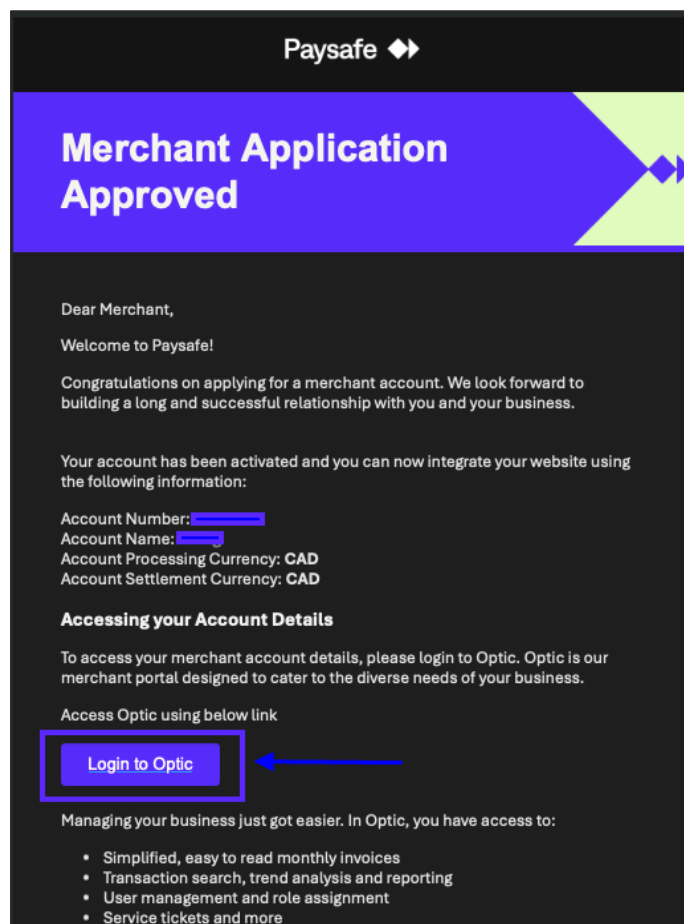 Paysafe
Merchant Application
Approved
Dear Merchant,
Welcome to Paysafe!
Congratulations on applying for a merchant account. We look forward to
building a long and successful relationship with you and your business.
Your account has been activated and you can now integrate your website using
the following information:
Account Number:
Account Name:
Account Processing Currency: CAD
Account Settlement Currency: CAD
Accessing your Account Details
To access your merchant account details, please login to Optic. Optic is our
merchant portal designed to cater to the diverse needs of your business.
Access Optic using below link
Login to Optic
Managing your business just got easier. In Optic, you have access to:
• Simplified, easy to read monthly invoices
• Transaction search, trend analysis and reporting
• User management and role assignment
• Service tickets and more